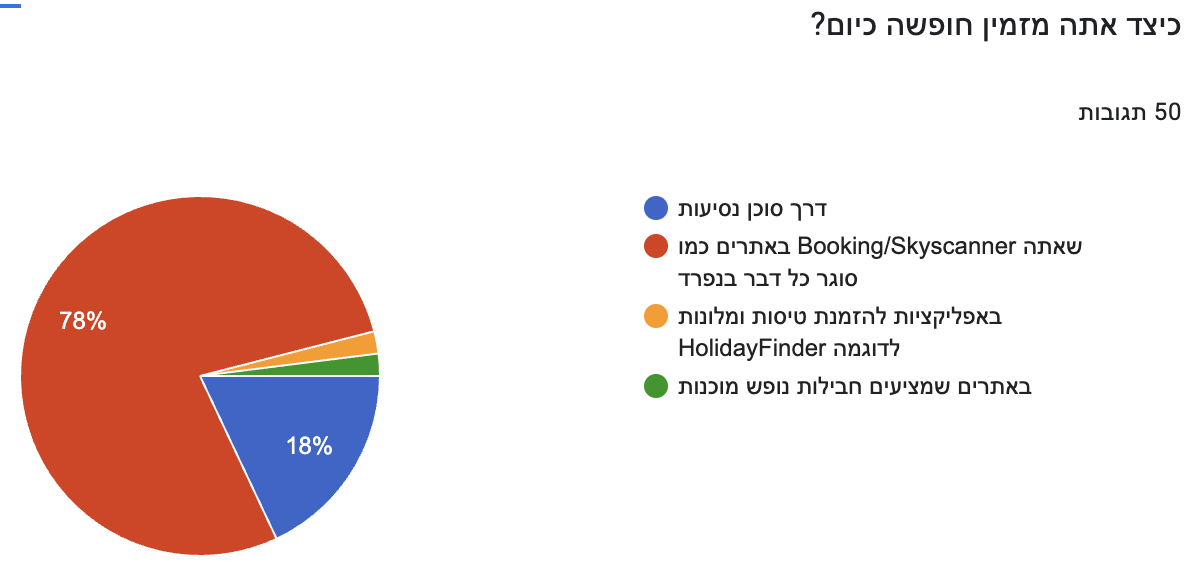 כיצד אתה מזמין חופשה כיום?
50 תגובות
דרך סוכן נסיעות
באתרים כמו Booking/Skyscanner שאתה
סוגר כל דבר בנפרד
באפליקציות להזמנת טיסות ומלונות
לדוגמה HolidayFinder
באתרים שמציעים חבילות נופש מוכנות
78%
18%